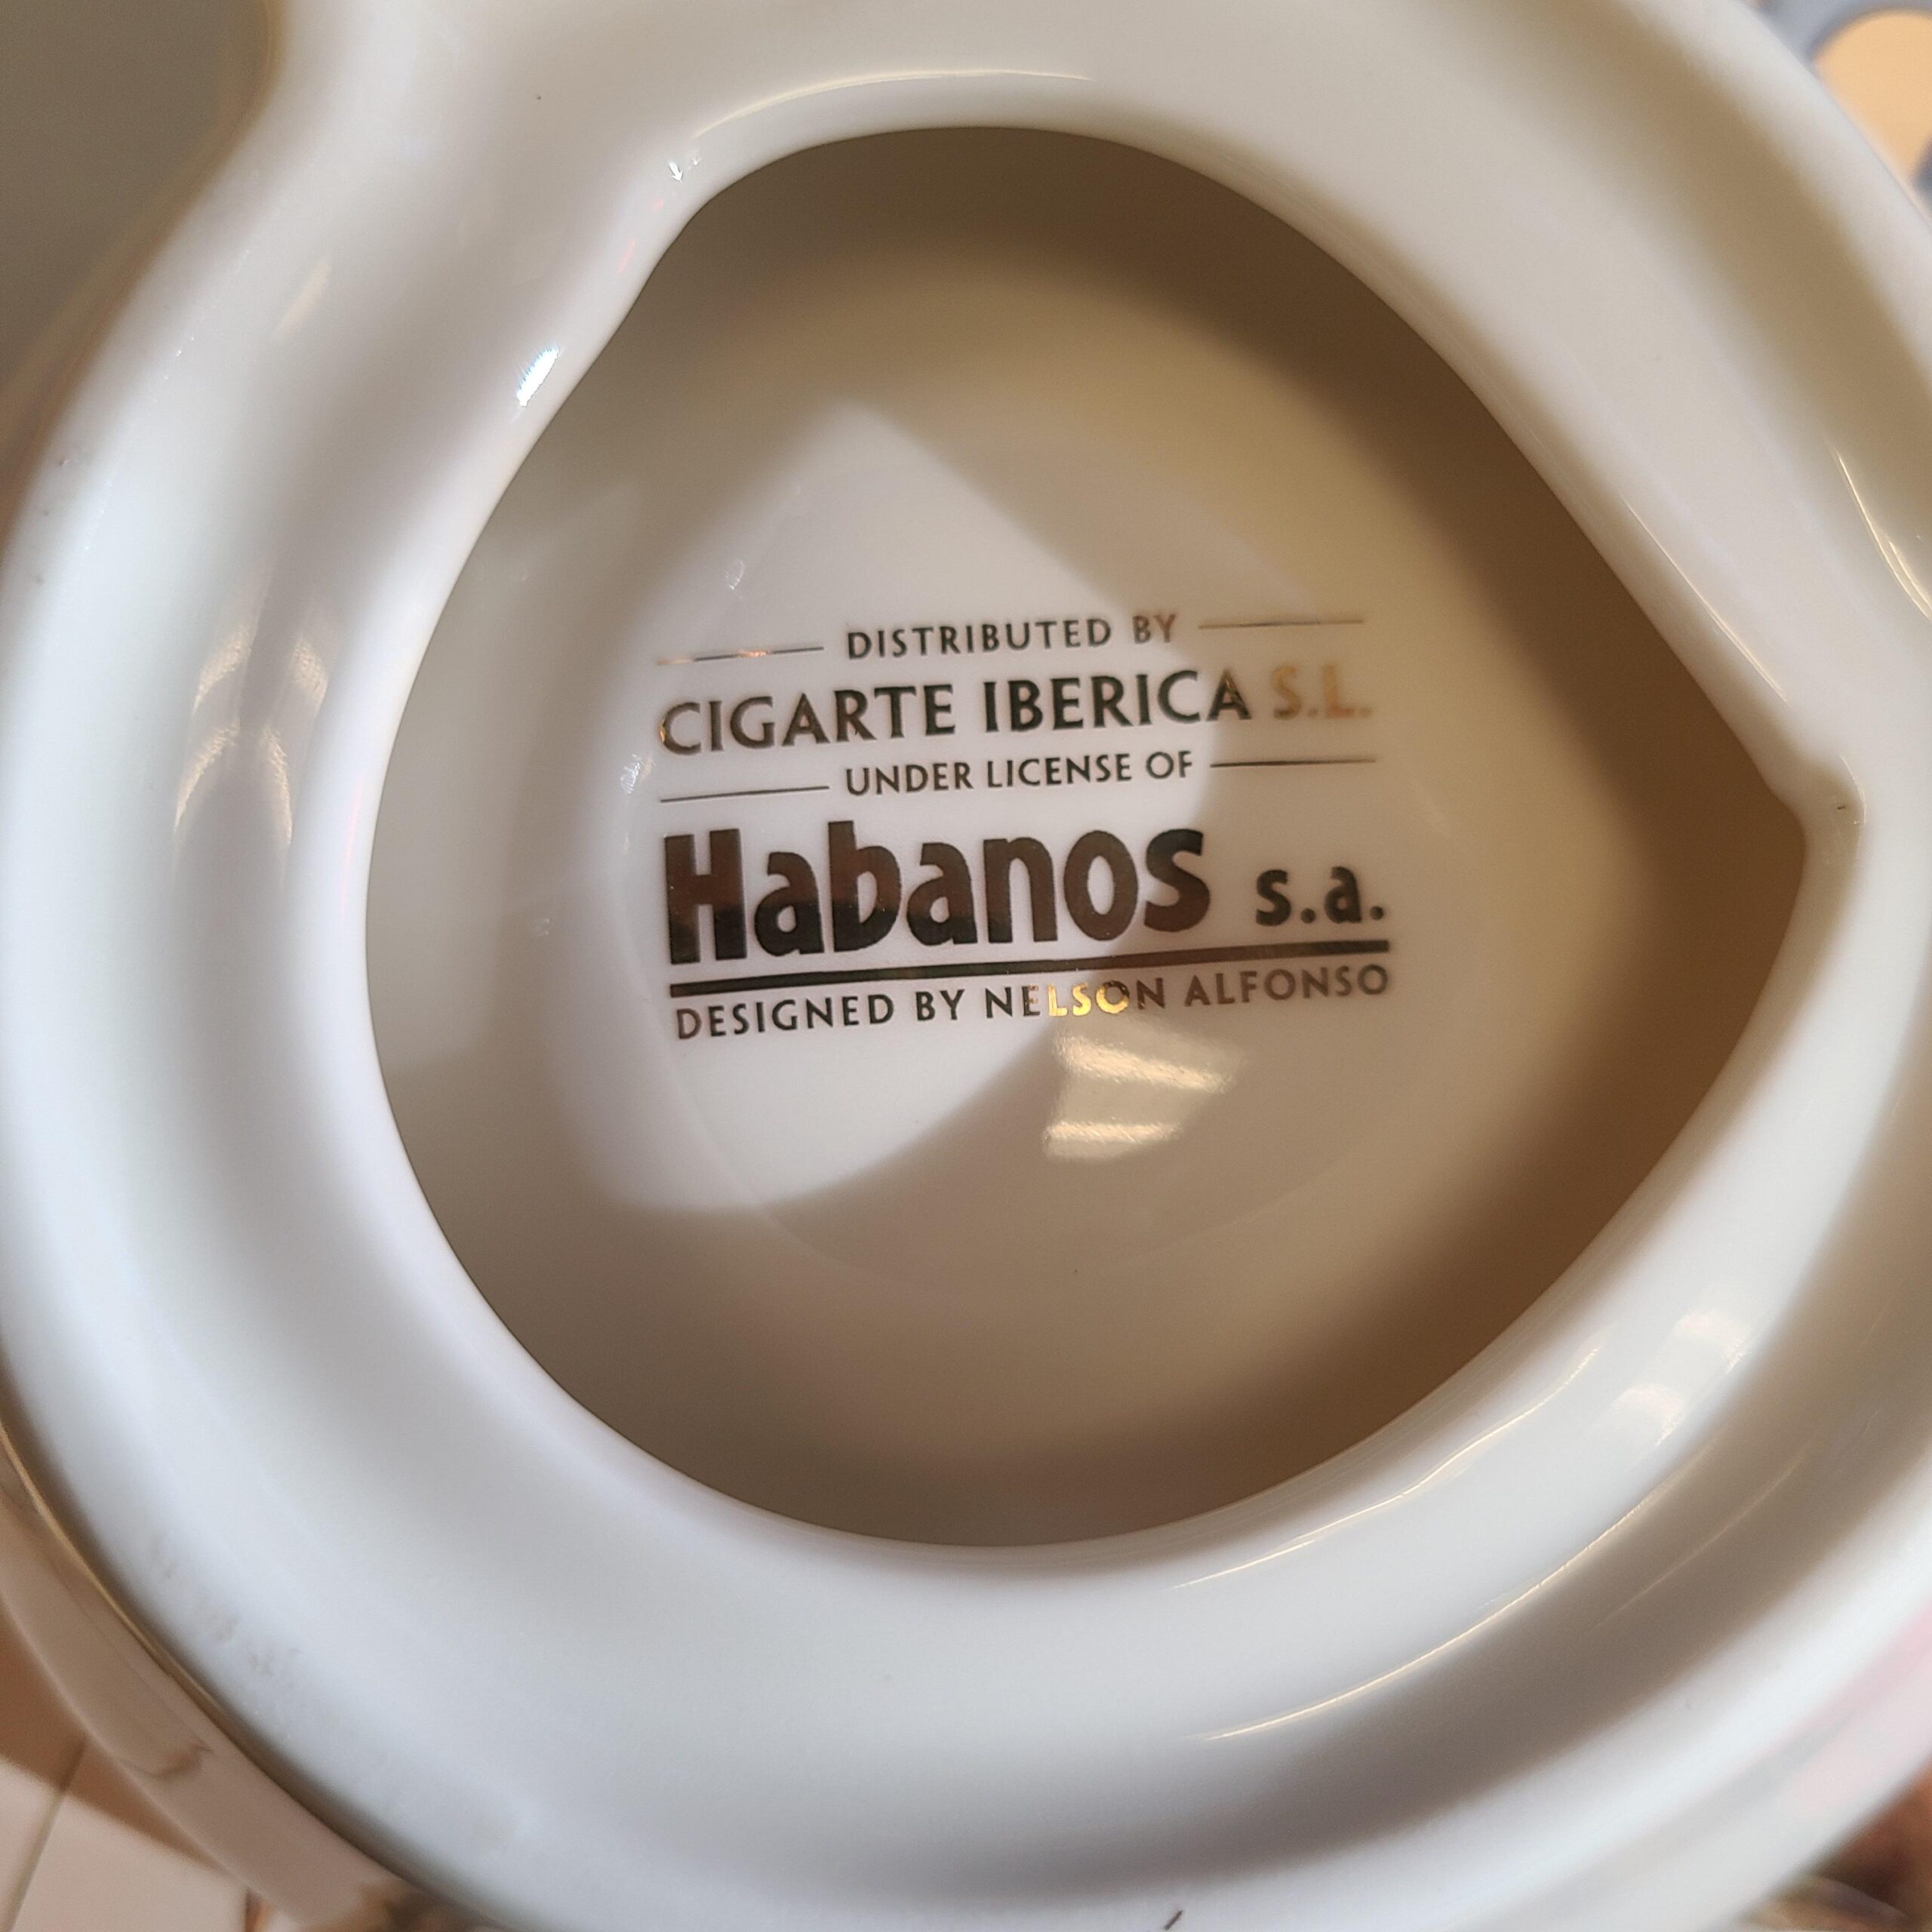 DISTRIBUTED BY
CIGARTE IBERICA S.L.
UNDER LICENSE OF
Habanos s.a.
DESIGNED BY NELSON ALFONSO